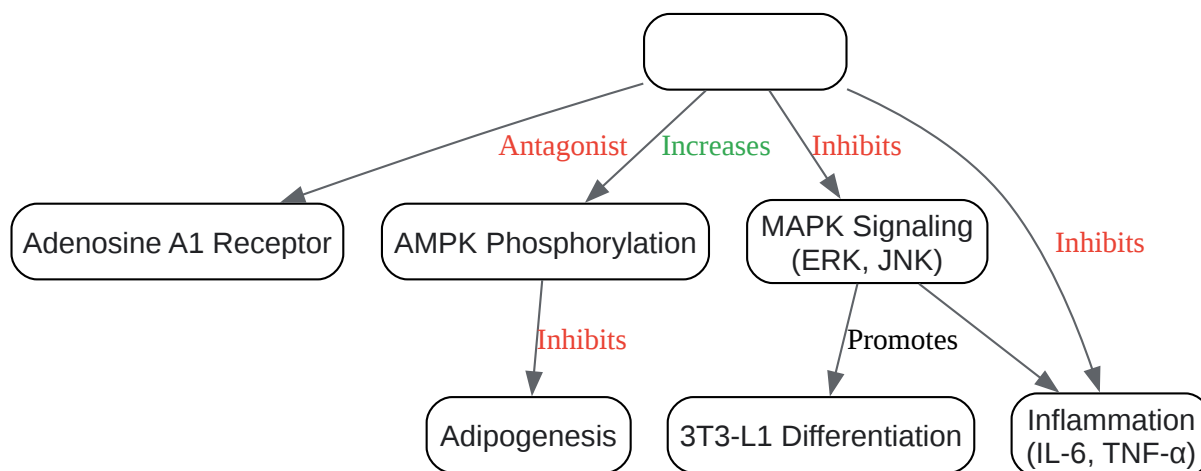 Antagonist
Increases
Inhibits
Adenosine A1 Receptor
AMPK Phosphorylation
MAPK Signaling
(ERK, JNK)
Inhibits
Inhibits
Promotes
Adipogenesis
3T3-L1 Differentiation
Inflammation
(IL-6, TNF-α)